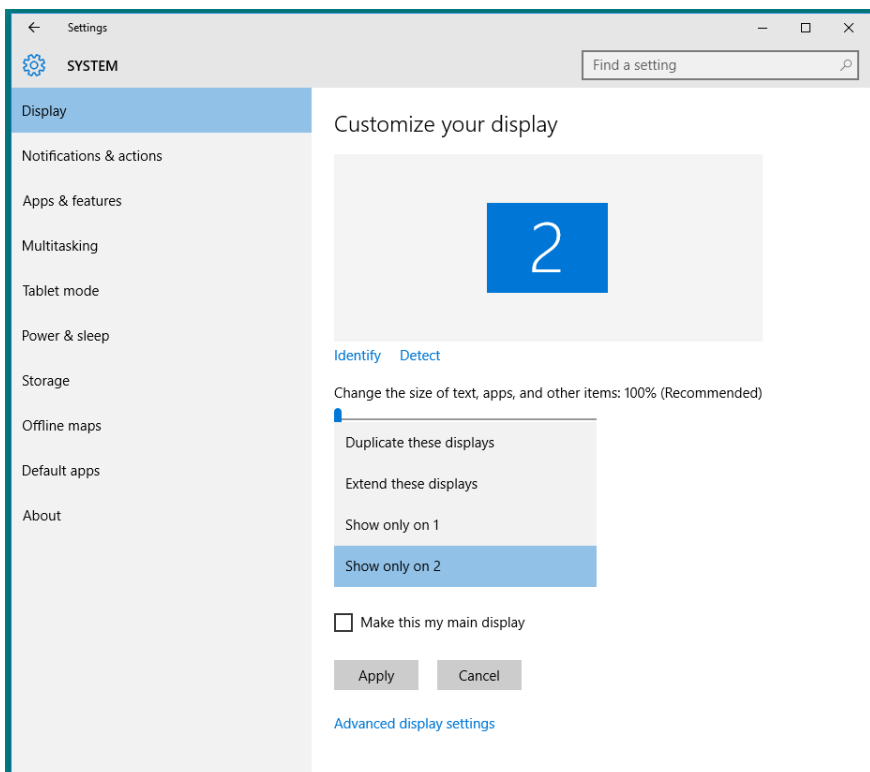 Settings
SYSTEM
Find a setting
Display
Notifications & actions
Apps & features
Multitasking
Tablet mode
Power & sleep
Storage
Offline maps
Default apps
About
Customize your display
2
Identify Detect
Change the size of text, apps, and other items: 100% (Recommended)
Duplicate these displays
Extend these displays
Show only on 1
Show only on 2
Make this my main display
Apply Cancel
Advanced display settings